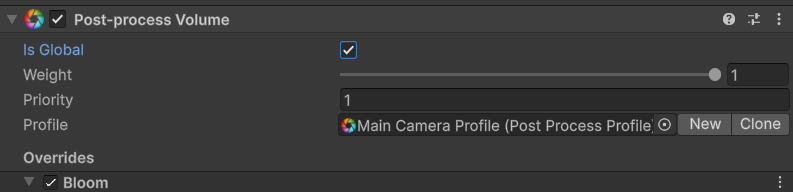 Post-process Volume
Is Global
Weight 1
Priority 1
Profile Main Camera Profile (Post Process Profile) New Clone
Overrides
Bloom